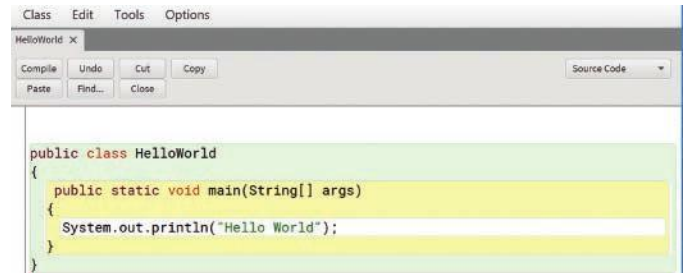 Class Edit Tools Options
HelloWorld ×
Compile Undo Cut Copy Source Code
Paste Find... Close
public class HelloWorld
{
public static void main(String[] args)
{
System.out.println("Hello World");
}
}